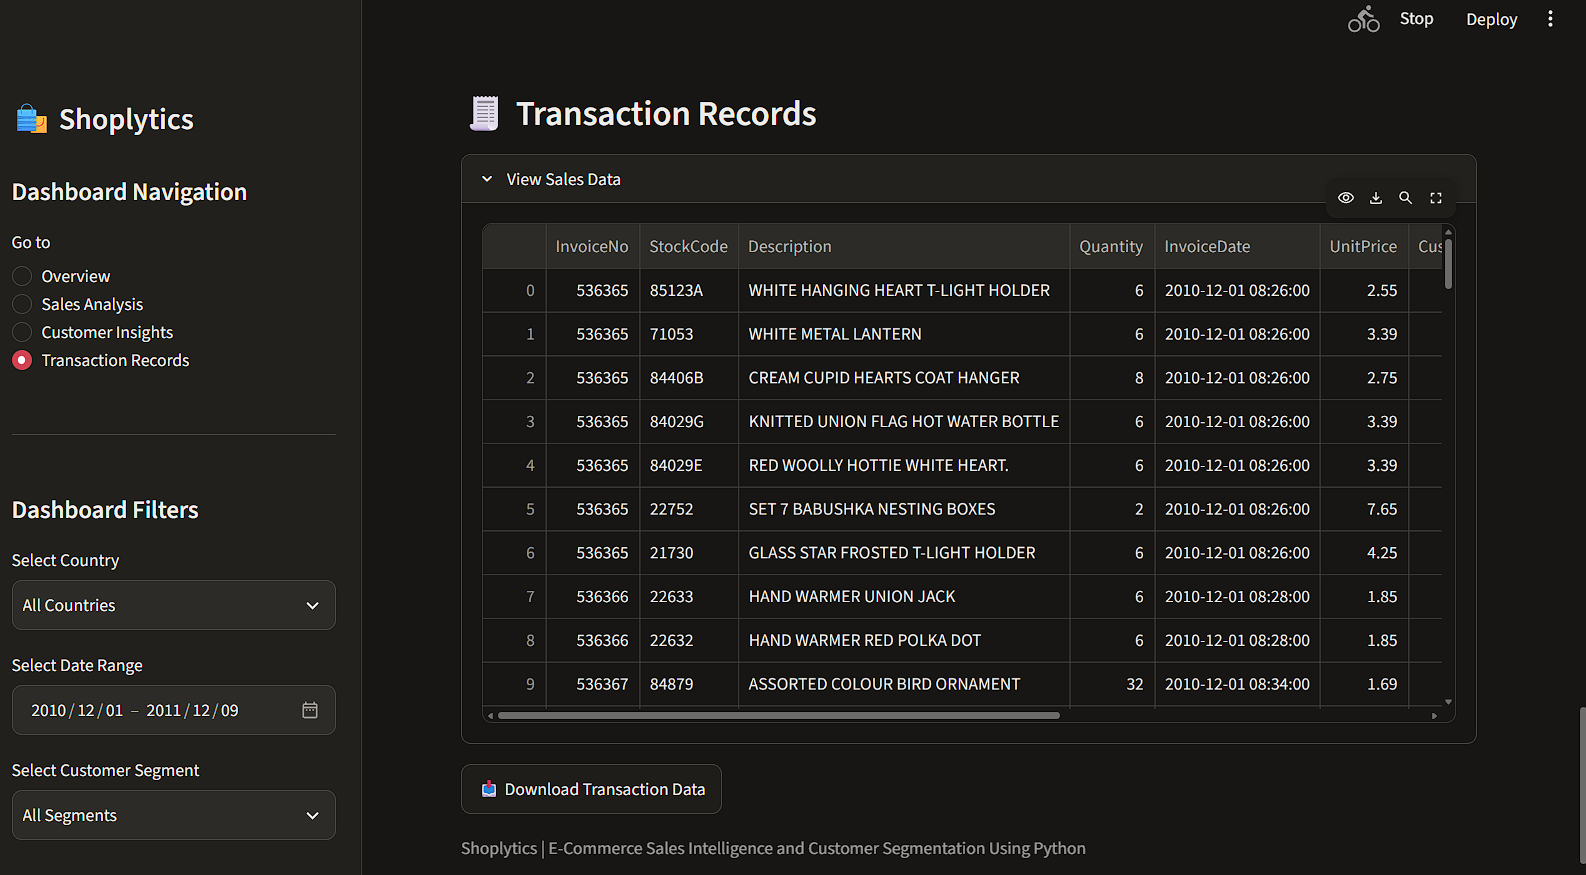 Stop
Deploy
Shoplytics
Dashboard Navigation
Go to
Overview
Sales Analysis
Customer Insights
Transaction Records
Dashboard Filters
Select Country
All Countries
Select Date Range
2010/12/01 – 2011/12/09
Select Customer Segment
All Segments
Transaction Records
View Sales Data
InvoiceNo StockCode Description Quantity InvoiceDate UnitPrice Cus
0 536365 85123A WHITE HANGING HEART T-LIGHT HOLDER 6 2010-12-01 08:26:00 2.55
1 536365 71053 WHITE METAL LANTERN 6 2010-12-01 08:26:00 3.39
2 536365 84406B CREAM CUPID HEARTS COAT HANGER 8 2010-12-01 08:26:00 2.75
3 536365 84029G KNITTED UNION FLAG HOT WATER BOTTLE 6 2010-12-01 08:26:00 3.39
4 536365 84029E RED WOOLLY HOTTIE WHITE HEART. 6 2010-12-01 08:26:00 3.39
5 536365 22752 SET 7 BABUSHKA NESTING BOXES 2 2010-12-01 08:26:00 7.65
6 536365 21730 GLASS STAR FROSTED T-LIGHT HOLDER 6 2010-12-01 08:26:00 4.25
7 536366 22633 HAND WARMER UNION JACK 6 2010-12-01 08:28:00 1.85
8 536366 22632 HAND WARMER RED POLKA DOT 6 2010-12-01 08:28:00 1.85
9 536367 84879 ASSORTED COLOUR BIRD ORNAMENT 32 2010-12-01 08:34:00 1.69
Download Transaction Data
Shoplytics | E-Commerce Sales Intelligence and Customer Segmentation Using Python